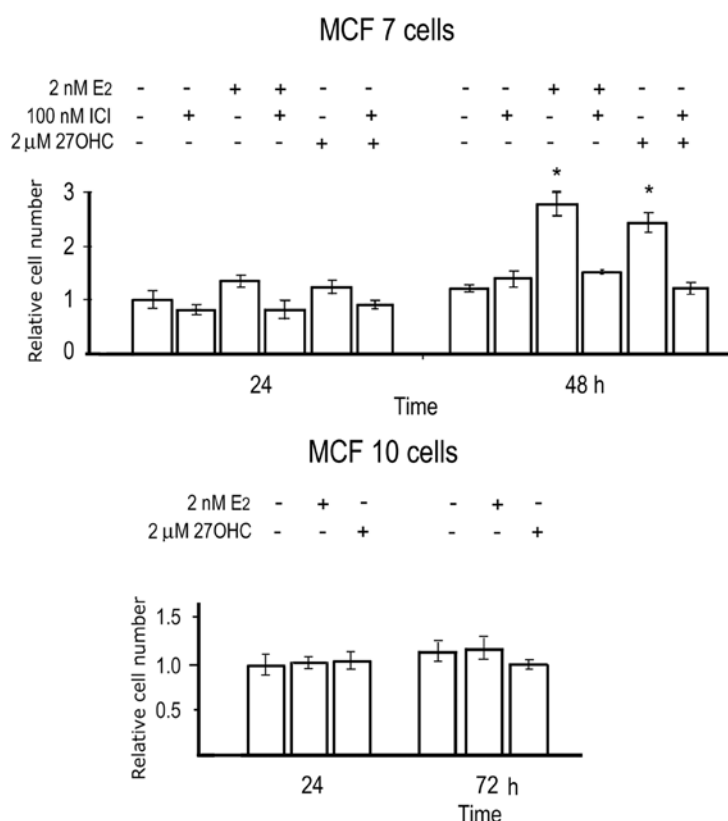 MCF 7 cells
2 nM E2 - - + + - - - - + + - -
100 nM ICI - + - + - + - + - + - +
2 µM 27OHC - - - - + + - - - - + +
* *
Relative cell number
3
2
1
0
24 48 h
Time
MCF 10 cells
2 nM E2 - + - - + -
2 µM 27OHC - - + - - +
Relative cell number
1.5
1.0
0.5
24 72 h
Time